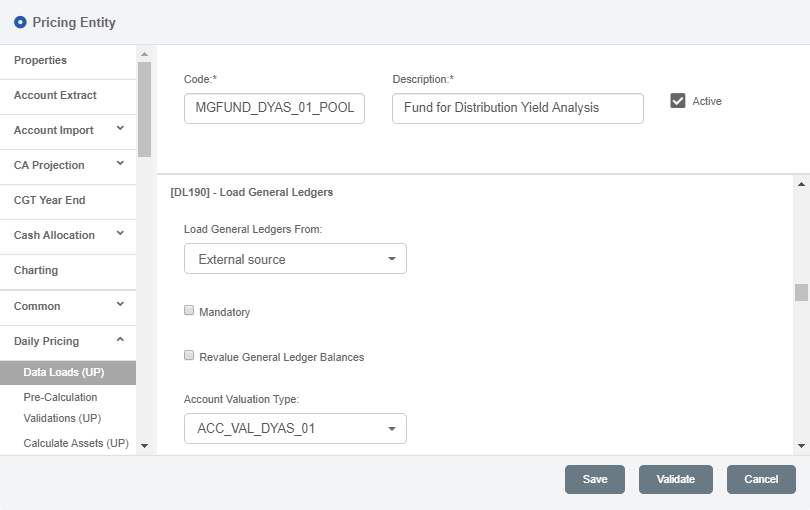 Pricing Entity
Properties
Account Extract
Account Import
CA Projection
CGT Year End
Cash Allocation
Charting
Common
Daily Pricing
Data Loads (UP)
Pre-Calculation
Validations (UP)
Calculate Assets (UP)
Code:*
Description:*
MGFUND_DYAS_01_POOL
Fund for Distribution Yield Analysis
Active
[DL190] - Load General Ledgers
Load General Ledgers From:
External source
Mandatory
Revalue General Ledger Balances
Account Valuation Type:
ACC_VAL_DYAS_01
Save
Validate
Cancel